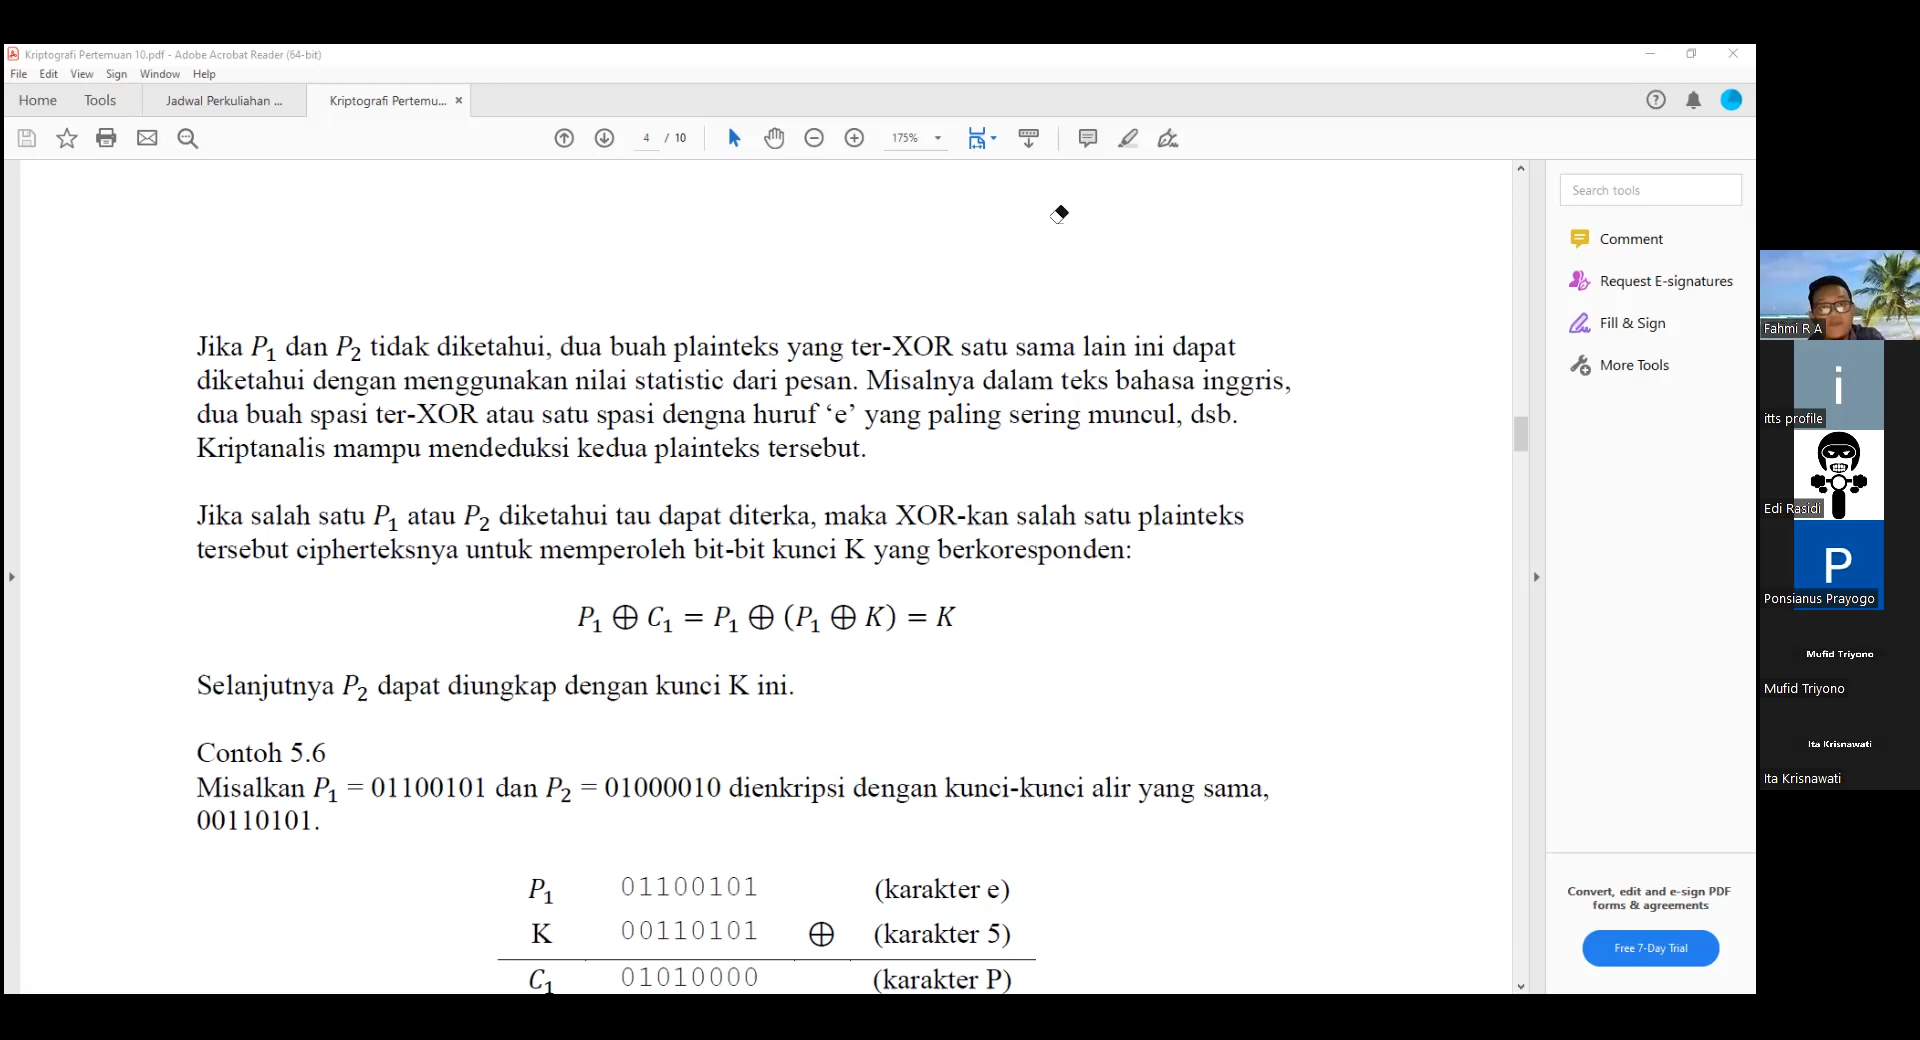 Kriptografi Pertemuan 10.pdf - Adobe Acrobat Reader (64-bit)
File Edit View Sign Window Help
Home Tools Jadwal Perkuliahan ... Kriptografi Pertemu... ×
4 / 10 175%
Search tools
Comment
Request E-signatures
Fill & Sign
More Tools
Convert, edit and e-sign PDF
forms & agreements
Free 7-Day Trial
Jika P₁ dan P₂ tidak diketahui, dua buah plainteks yang ter-XOR satu sama lain ini dapat
diketahui dengan menggunakan nilai statistic dari pesan. Misalnya dalam teks bahasa inggris,
dua buah spasi ter-XOR atau satu spasi dengna huruf ‘e’ yang paling sering muncul, dsb.
Kriptanalis mampu mendeduksi kedua plainteks tersebut.
Jika salah satu P₁ atau P₂ diketahui tau dapat diterka, maka XOR-kan salah satu plainteks
tersebut cipherteksnya untuk memperoleh bit-bit kunci K yang berkoresponden:
P₁ ⊕ C₁ = P₁ ⊕ (P₁ ⊕ K) = K
Selanjutnya P₂ dapat diungkap dengan kunci K ini.
Contoh 5.6
Misalkan P₁ = 01100101 dan P₂ = 01000010 dienkripsi dengan kunci-kunci alir yang sama,
00110101.
P₁ 01100101 (karakter e)
K 00110101 ⊕ (karakter 5)
C₁ 01010000 (karakter P)
Fahmi R A
i
itts profile
Edi Rasidi
P
Ponsianus Prayogo
Mufid Triyono
Mufid Triyono
Ita Krisnawati
Ita Krisnawati